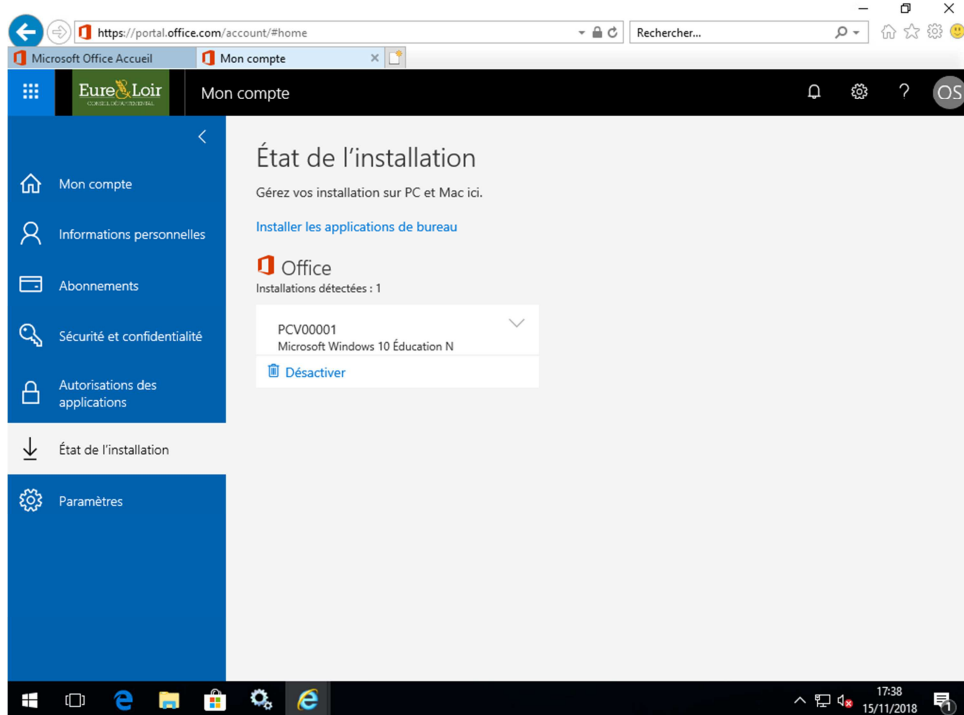 https://portal.office.com/account/#home
Rechercher...
Microsoft Office Accueil
Mon compte
Eure&Loir
CONSEIL DÉPARTEMENTAL
Mon compte
OS
État de l'installation
Gérez vos installation sur PC et Mac ici.
Installer les applications de bureau
Office
Installations détectées : 1
PCV00001
Microsoft Windows 10 Éducation N
Désactiver
Mon compte
Informations personnelles
Abonnements
Sécurité et confidentialité
Autorisations des
applications
État de l'installation
Paramètres
17:38
15/11/2018
1